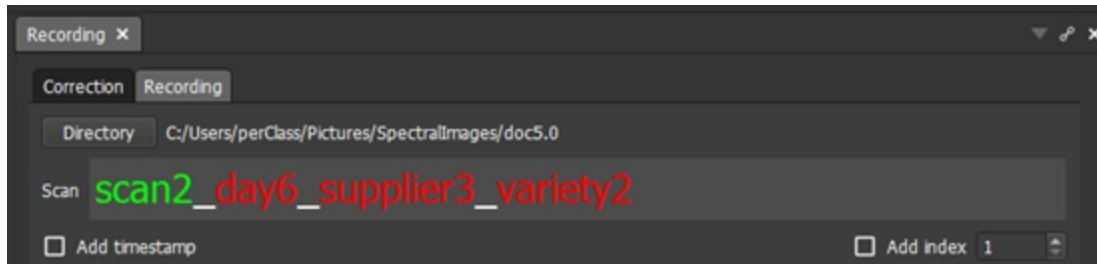 Recording
Correction Recording
Directory C:/Users/perClass/Pictures/SpectralImages/doc5.0
Scan scan2_day6_supplier3_variety2
Add timestamp Add index 1